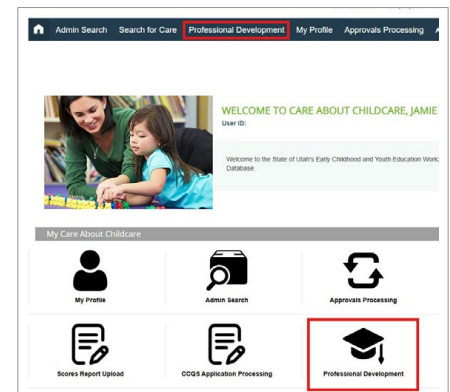 Admin Search Search for Care Professional Development My Profile Approvals Processing
WELCOME TO CARE ABOUT CHILDCARE, JAMIE
User ID:
Welcome to the State of Utah's Early Childhood and Youth Education
Database.
My Care About Childcare
My Profile Admin Search Approvals Processing
Scores Report Upload CCQS Application Processing Professional Development